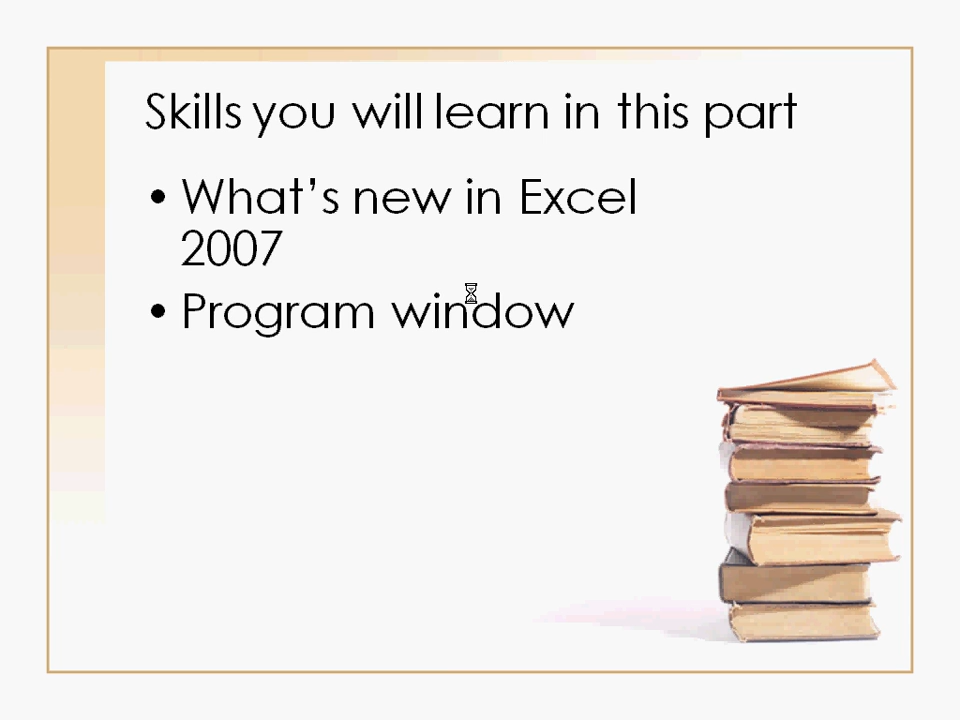 Skills you will learn in this part
• What's new in Excel
2007
• Program window